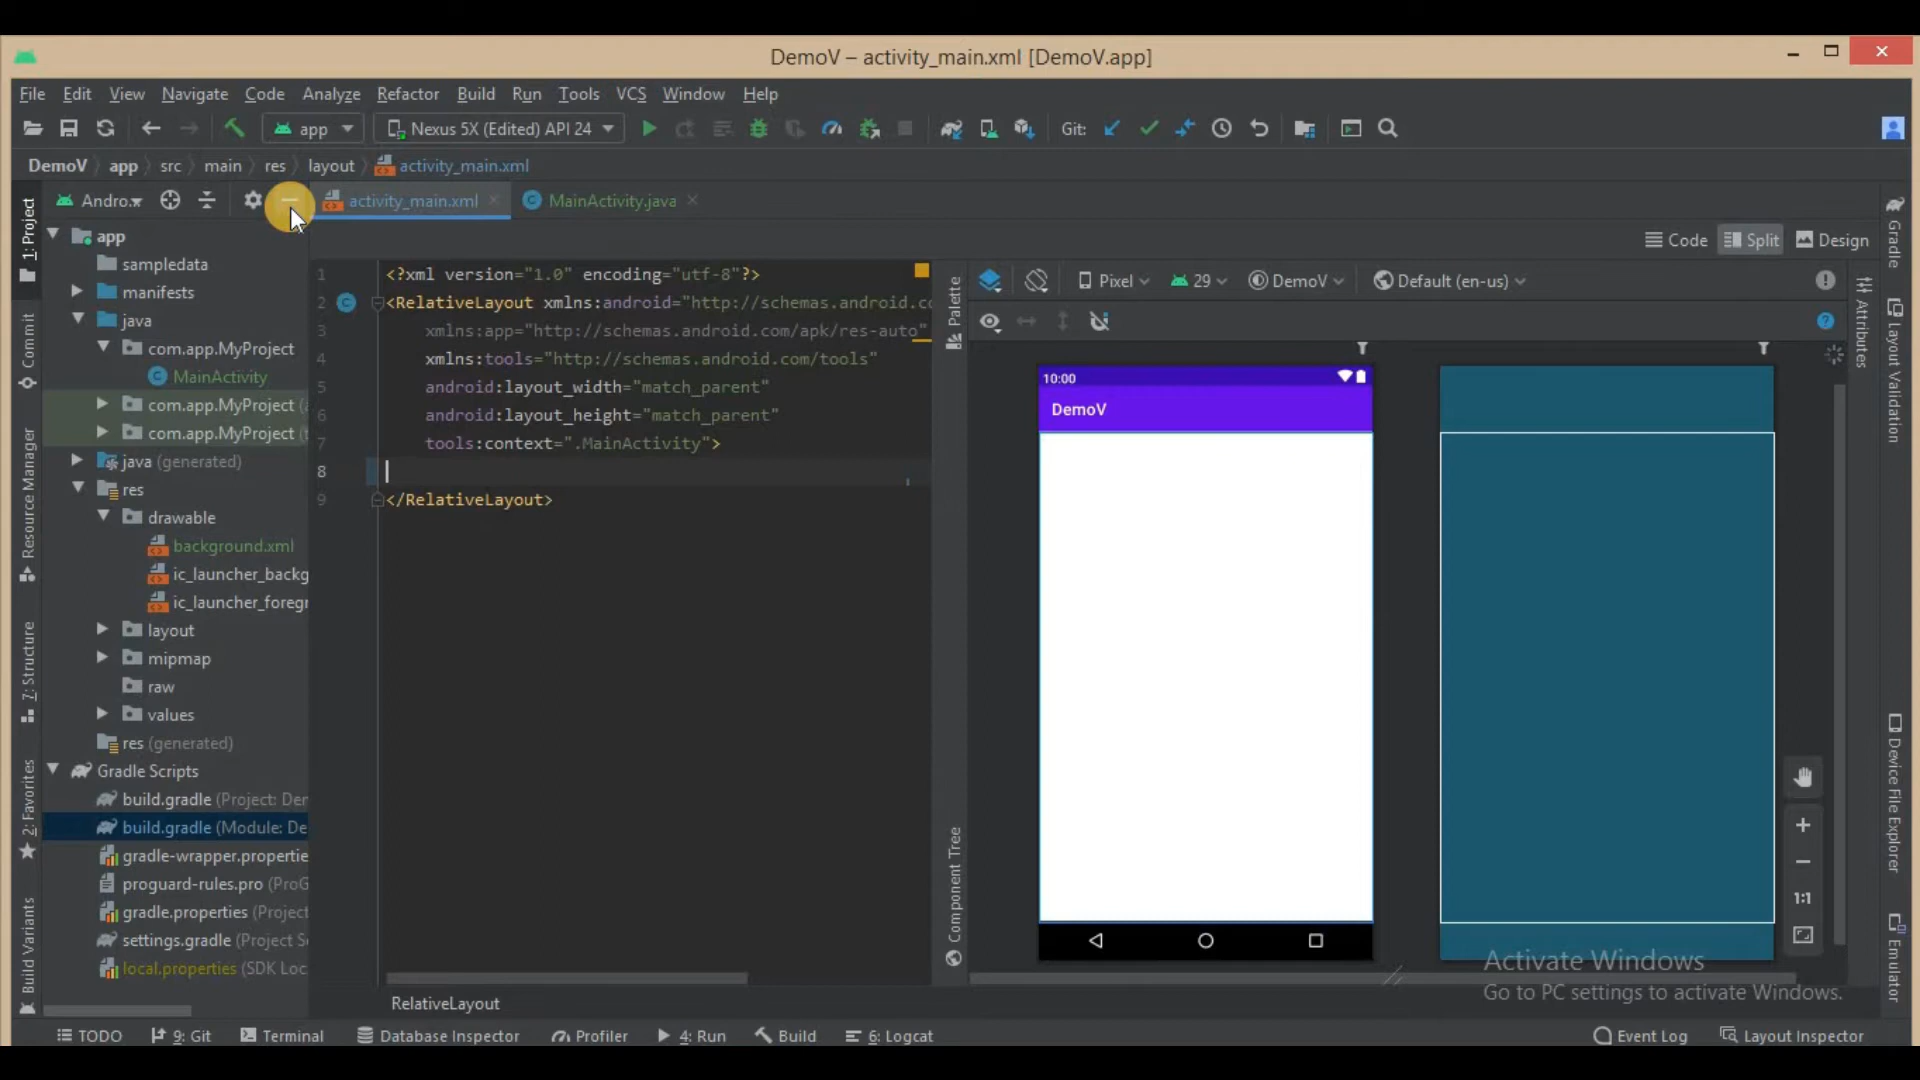 DemoV – activity_main.xml [DemoV.app]
File Edit View Navigate Code Analyze Refactor Build Run Tools VCS Window Help
app Nexus 5X (Edited) API 24 Git:
DemoV app src main res layout activity_main.xml
Andro... activity_main.xml MainActivity.java
Code Split Design
1: Project
Commit
Resource Manager
7: Structure
2: Favorites
Build Variants
app
sampledata
manifests
java
com.app.MyProject
MainActivity
com.app.MyProject (a
com.app.MyProject (t
java (generated)
res
drawable
background.xml
ic_launcher_backg
ic_launcher_foregr
layout
mipmap
raw
values
res (generated)
Gradle Scripts
build.gradle (Project: Der
build.gradle (Module: De
gradle-wrapper.propertie
proguard-rules.pro (ProG
gradle.properties (Project
settings.gradle (Project S
local.properties (SDK Loc
1 <?xml version="1.0" encoding="utf-8"?>
2 <RelativeLayout xmlns:android="http://schemas.android.co
3 xmlns:app="http://schemas.android.com/apk/res-auto"
4 xmlns:tools="http://schemas.android.com/tools"
5 android:layout_width="match_parent"
6 android:layout_height="match_parent"
7 tools:context=".MainActivity">
8
9 </RelativeLayout>
RelativeLayout
Palette
Component Tree
Pixel 29 DemoV Default (en-us)
10:00
DemoV
1:1
Attributes
Gradle
Layout Validation
Device File Explorer
Emulator
Activate Windows
Go to PC settings to activate Windows.
TODO 9: Git Terminal Database Inspector Profiler 4: Run Build 6: Logcat Event Log Layout Inspector